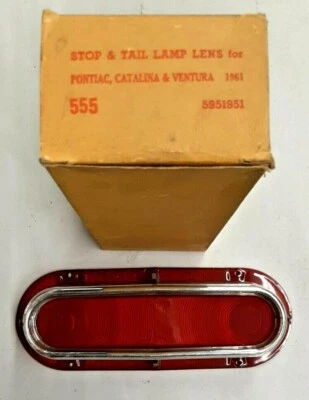 STOP & TAIL LAMP LENS for
PONTIAC, CATALINA & VENTURA 1961
555 5951951